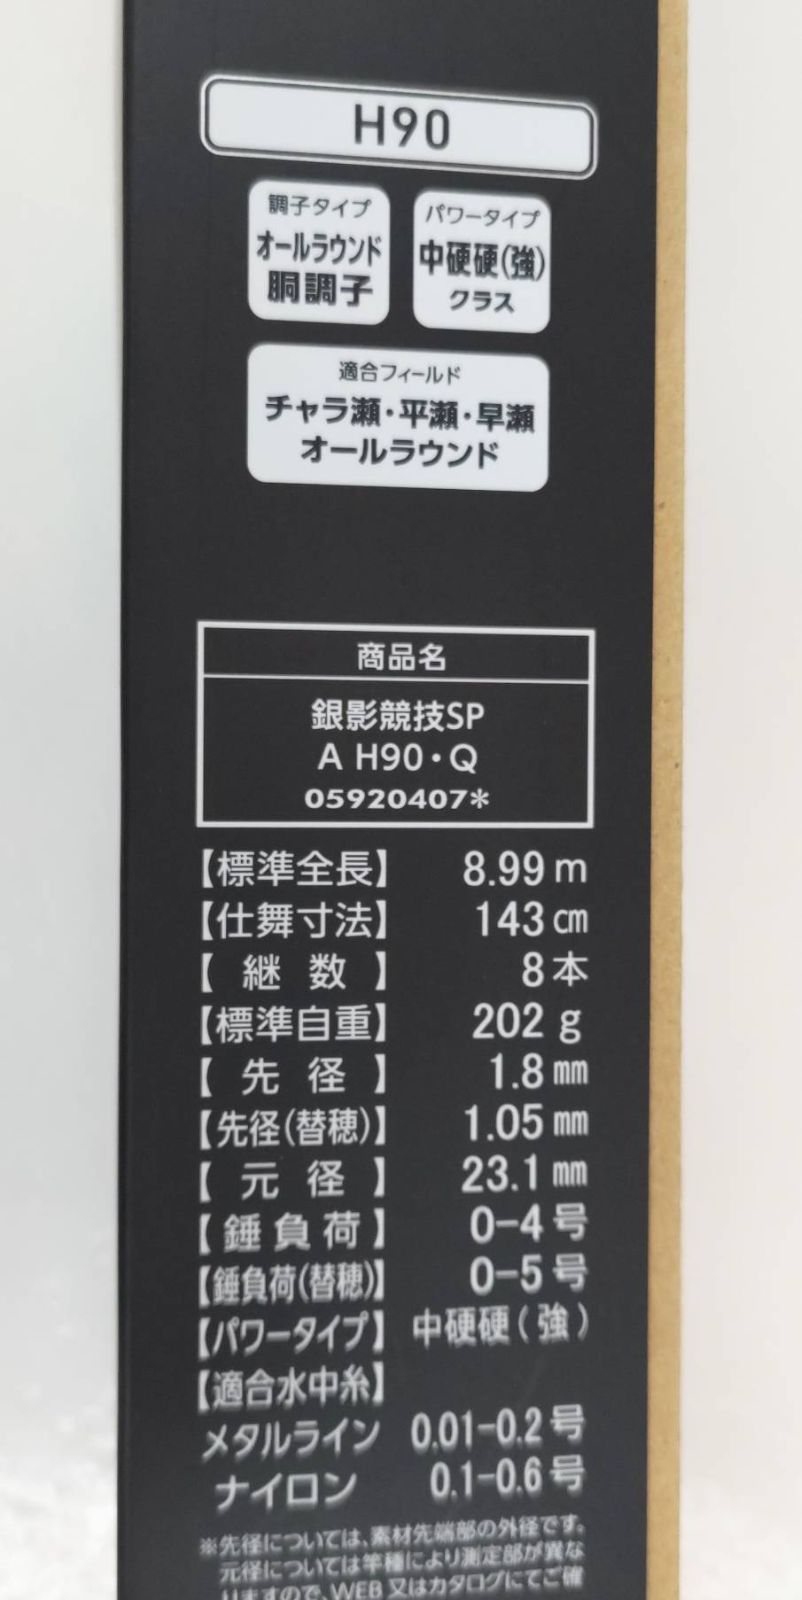 H90
調子タイプ
オールラウンド
胴調子
パワータイプ
中硬硬(強)
クラス
適合フィールド
チャラ瀬・平瀬・早瀬
オールラウンド
商品名
銀影競技SP
A H90・Q
05920407*
【標準全長】 8.99m
【仕舞寸法】 143cm
【継数】 8本
【標準自重】 202g
【先径】 1.8mm
【先径(替穂)】 1.05mm
【元径】 23.1mm
【錘負荷】 0-4号
【錘負荷(替穂)】 0-5号
【パワータイプ】 中硬硬(強)
【適合水中糸】
メタルライン 0.01-0.2号
ナイロン 0.1-0.6号
※先径については、素材先端部の外径です。
元径については竿種により測定部が異な
りますので、WEB又はカタログにてご確